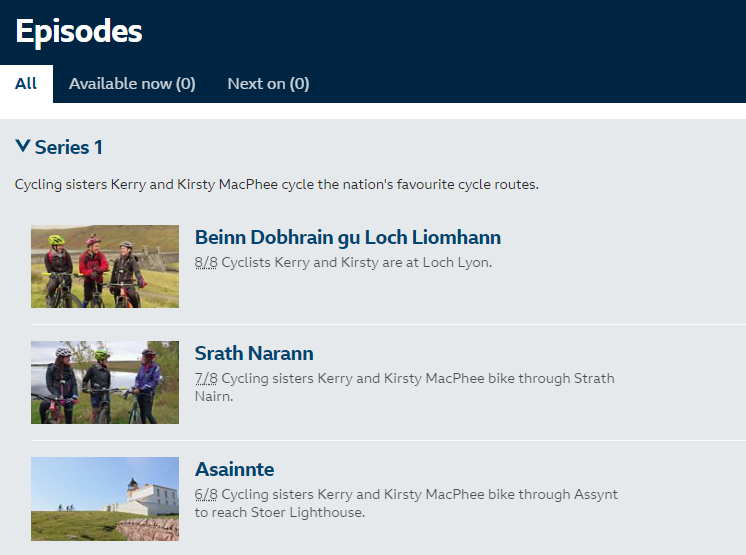 Episodes
All
Available now (0)
Next on (0)
Series 1
Cycling sisters Kerry and Kirsty MacPhee cycle the nation's favourite cycle routes.
Beinn Dobhrain gu Loch Liomhann
8/8 Cyclists Kerry and Kirsty are at Loch Lyon.
Srath Narann
7/8 Cycling sisters Kerry and Kirsty MacPhee bike through Strath
Nairn.
Asainnte
6/8 Cycling sisters Kerry and Kirsty MacPhee bike through Assynt
to reach Stoer Lighthouse.